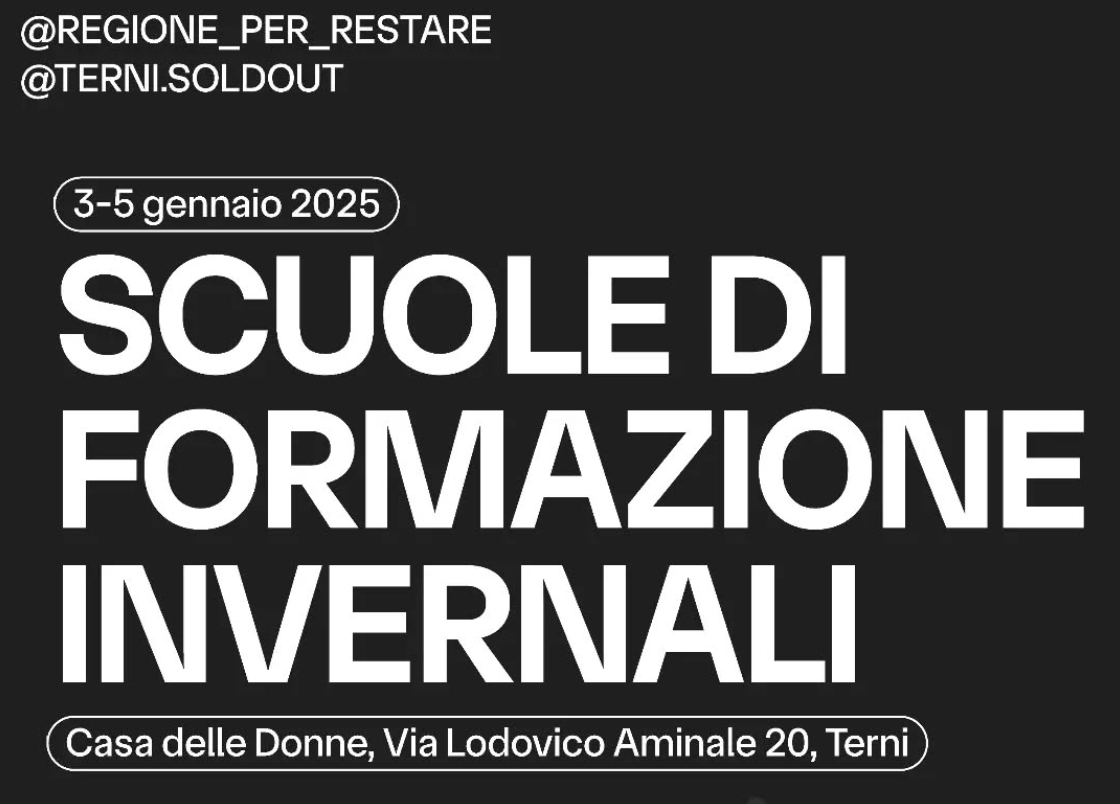 @REGIONE_PER_RESTARE
@TERNI.SOLDOUT
3-5 gennaio 2025
SCUOLE DI
FORMAZIONE
INVERNALI
Casa delle Donne, Via Lodovico Aminale 20, Terni